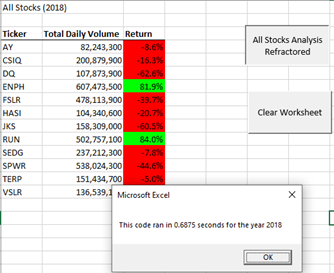 All Stocks (2018)
Ticker Total Daily Volume Return
AY 82,243,300 -8.6%
CSIQ 200,879,900 -16.3%
DQ 107,873,900 -62.6%
ENPH 607,473,500 81.9%
FSLR 478,113,900 -39.7%
HASI 104,340,600 -20.7%
JKS 158,309,000 -60.5%
RUN 502,757,100 84.0%
SEDG 237,212,300 -7.8%
SPWR 538,024,300 -44.6%
TERP 151,434,700 -5.0%
VSLR 136,539,1
All Stocks Analysis
Refractored
Clear Worksheet
Microsoft Excel
This code ran in 0.6875 seconds for the year 2018
OK